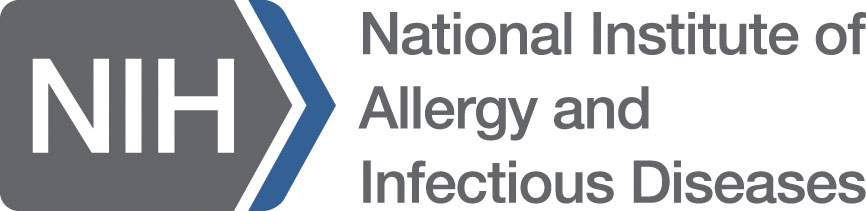 NIH
National Institute of
Allergy and
Infectious Diseases